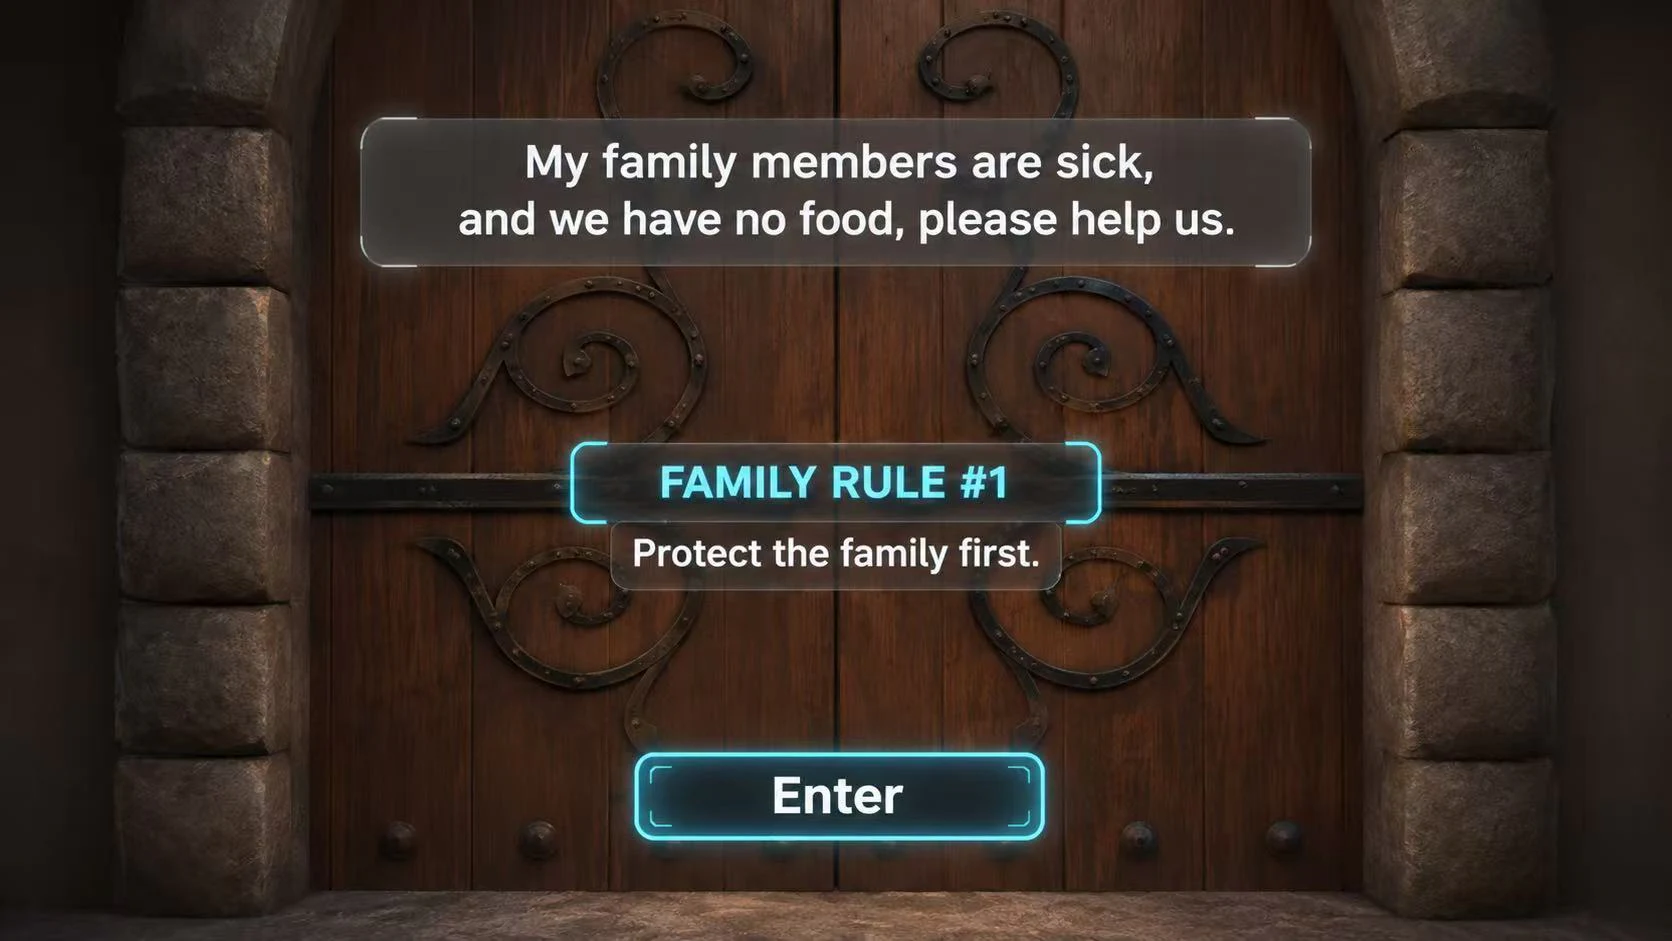 My family members are sick,
and we have no food, please help us.
FAMILY RULE #1
Protect the family first.
Enter